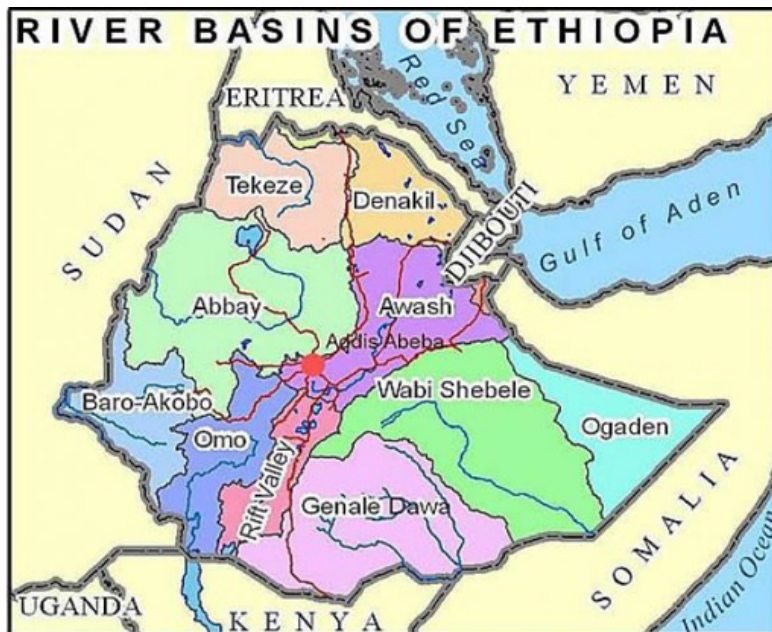 RIVER BASINS OF ETHIOPIA
ERITREA
Red Sea
YEMEN
SUDAN
Tekeze
Denakil
DJIBOUTI
Gulf of Aden
Abbay
Awash
Addis Abeba
Baro-Akobo
Wabi Shebele
Omo
Ogaden
Rift Valley
Genale Dawa
SOMALIA
UGANDA
KENYA
Indian Ocean